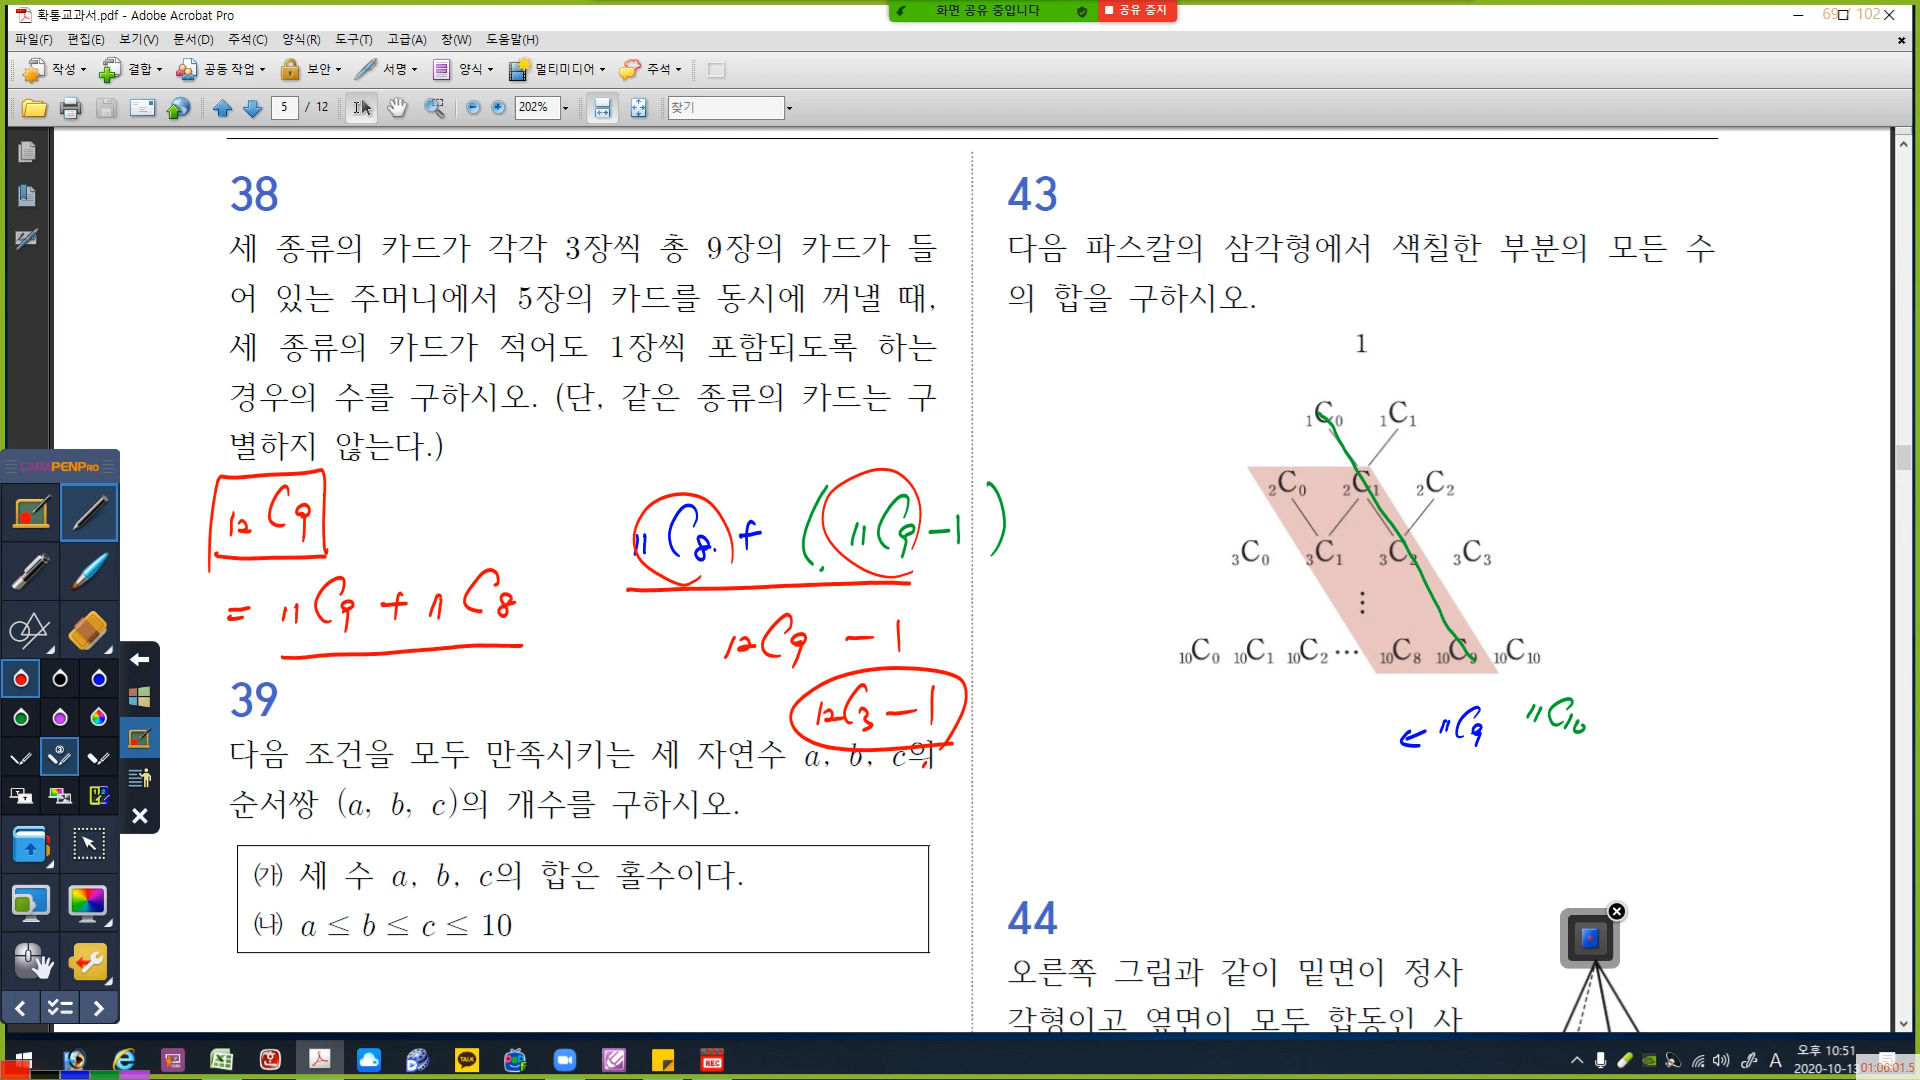 확통교과서.pdf - Adobe Acrobat Pro
화면 공유 중입니다
공유 중지
69 / 102
파일(F) 편집(E) 보기(V) 문서(D) 주석(C) 양식(R) 도구(T) 고급(A) 창(W) 도움말(H)
작성 결합 공동 작업 보안 서명 양식 멀티미디어 주석
5 / 12 202% 찾기
38
세 종류의 카드가 각각 3장씩 총 9장의 카드가 들
어 있는 주머니에서 5장의 카드를 동시에 꺼낼 때,
세 종류의 카드가 적어도 1장씩 포함되도록 하는
경우의 수를 구하시오. (단, 같은 종류의 카드는 구
별하지 않는다.)
₁₂C₉
= ₁₁C₉ + ₁₁C₈
₁₁C₈ + (₁₁C₉ - 1)
₁₂C₉ - 1
₁₂C₃ - 1
39
다음 조건을 모두 만족시키는 세 자연수 a, b, c의
순서쌍 (a, b, c)의 개수를 구하시오.
㈎ 세 수 a, b, c의 합은 홀수이다.
㈏ a ≤ b ≤ c ≤ 10
43
다음 파스칼의 삼각형에서 색칠한 부분의 모든 수
의 합을 구하시오.
1
₁C₀ ₁C₁
₂C₀ ₂C₁ ₂C₂
₃C₀ ₃C₁ ₃C₂ ₃C₃
⋮
₁₀C₀ ₁₀C₁ ₁₀C₂ ⋯ ₁₀C₈ ₁₀C₉ ₁₀C₁₀
← ₁₁C₉ ₁₁C₁₀
44
오른쪽 그림과 같이 밑면이 정사
각형이고 옆면이 모두 합동인 사
CARAPENPRO
TALK
REC
A
오후 10:51
2020-10-13
01:06:01.5